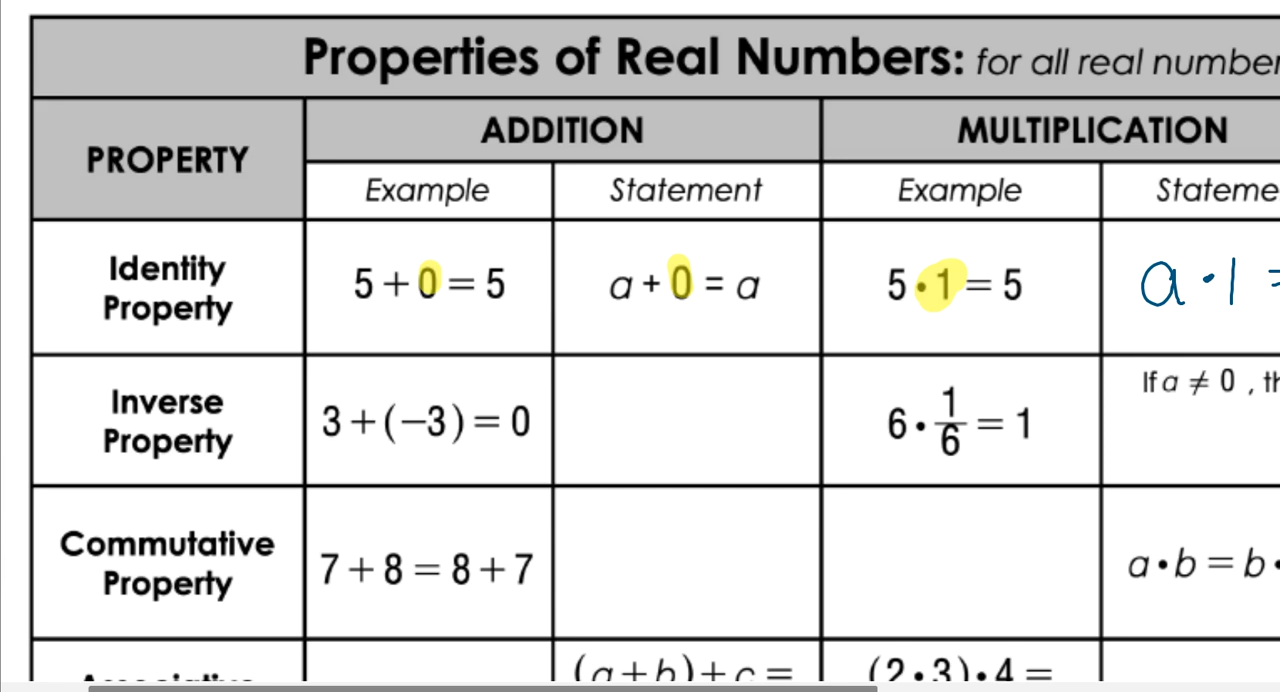 Properties of Real Numbers: for all real number
PROPERTY
ADDITION
MULTIPLICATION
Example
Statement
Example
Stateme
Identity
Property
5 + 0 = 5
a + 0 = a
5 • 1 = 5
a • 1 =
Inverse
Property
3 + (−3) = 0
6 • 1/6 = 1
If a ≠ 0 , th
Commutative
Property
7 + 8 = 8 + 7
a • b = b •
Associative
(a + b) + c =
(2 • 3) • 4 =